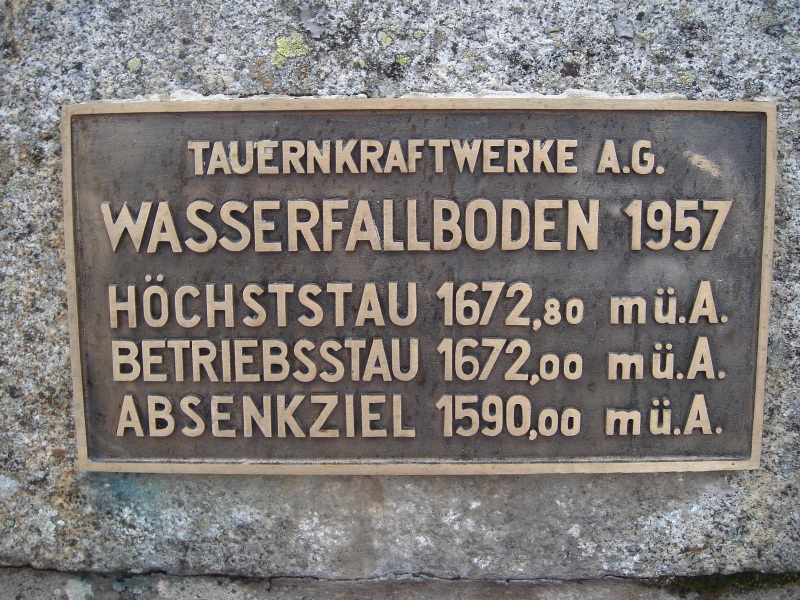 TAUERNKRAFTWERKE A.G.
WASSERFALLBODEN 1957
HÖCHSTSTAU 1672,80 mü.A.
BETRIEBSSTAU 1672,00 mü.A.
ABSENKZIEL 1590,00 mü.A.